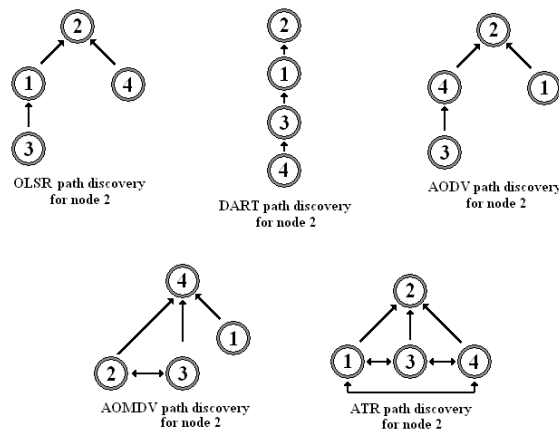 2
1
4
3
OLSR path discovery
for node 2
2
1
3
4
DART path discovery
for node 2
2
4
1
3
AODV path discovery
for node 2
4
1
2
3
AOMDV path discovery
for node 2
2
1
3
4
ATR path discovery
for node 2